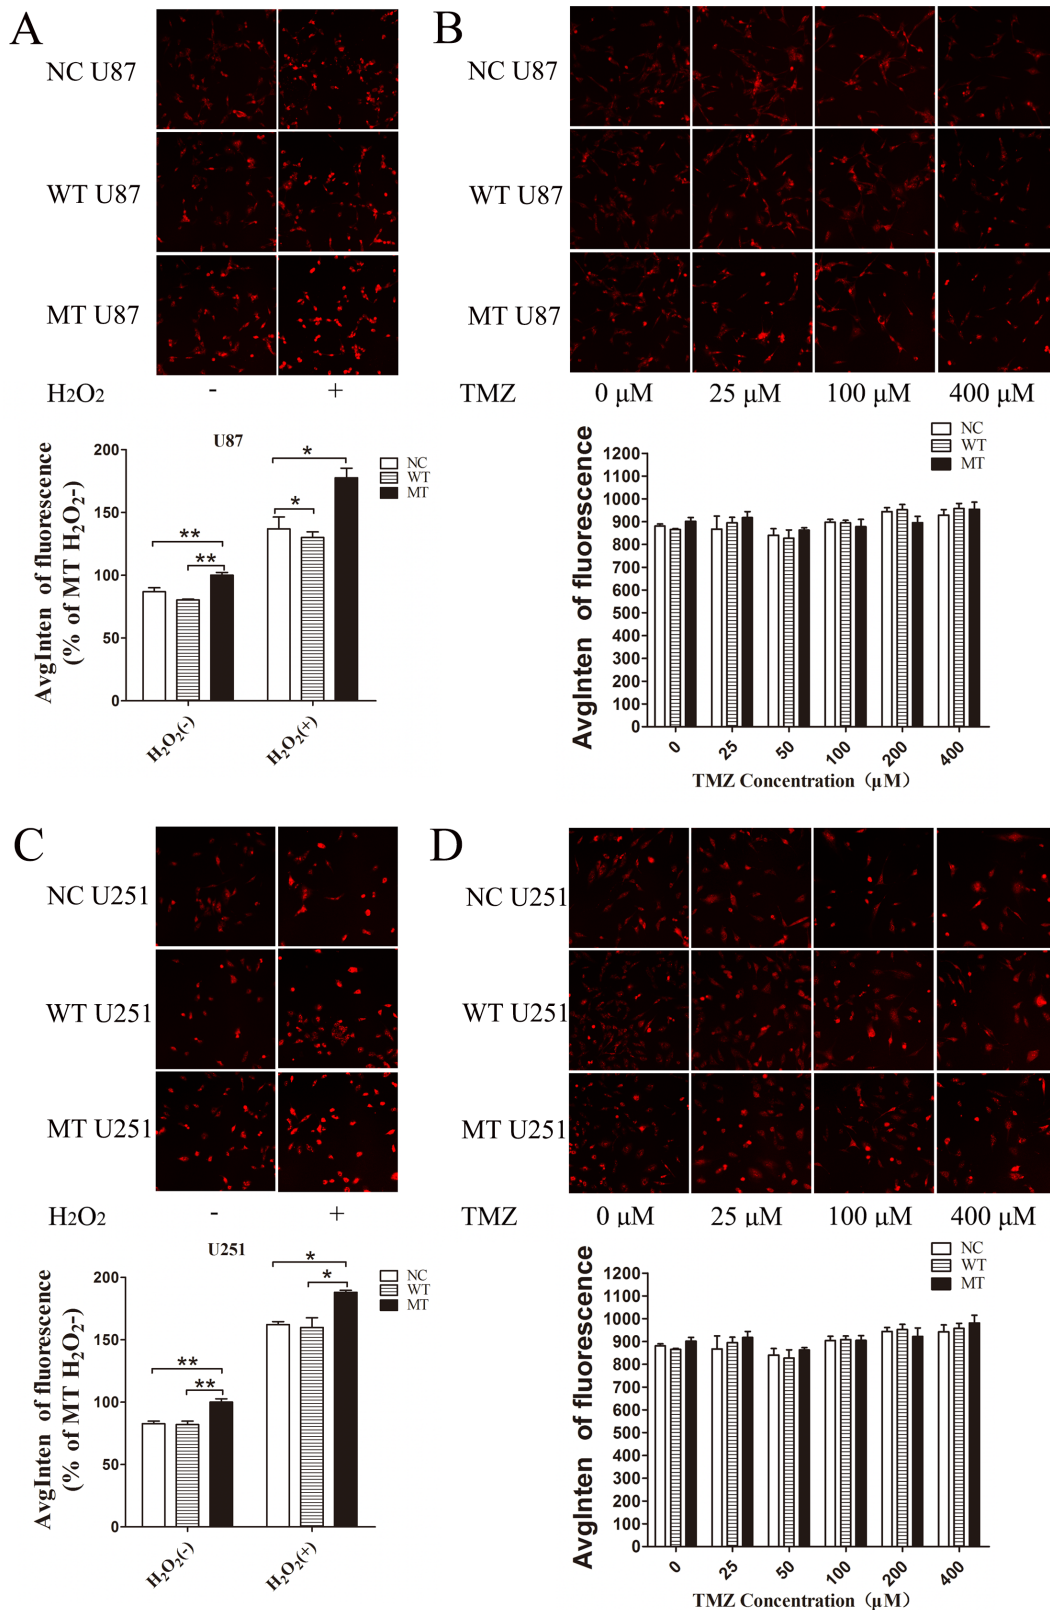 A
NC U87
WT U87
MT U87
H2O2 - +
U87
AvgInten of fluorescence
(% of MT H2O2-)
200
150
100
50
0
** ** * *
NC
WT
MT
H2O2(-) H2O2(+)
B
NC U87
WT U87
MT U87
TMZ 0 μM 25 μM 100 μM 400 μM
NC
WT
MT
AvgInten of fluorescence
1200
1100
1000
900
800
700
600
500
400
300
200
100
0
0 25 50 100 200 400
TMZ Concentration (μM)
C
NC U251
WT U251
MT U251
H2O2 - +
U251
AvgInten of fluorescence
(% of MT H2O2-)
200
150
100
50
0
** ** * *
NC
WT
MT
H2O2(-) H2O2(+)
D
NC U251
WT U251
MT U251
TMZ 0 μM 25 μM 100 μM 400 μM
NC
WT
MT
AvgInten of fluorescence
1200
1100
1000
900
800
700
600
500
400
300
200
100
0
0 25 50 100 200 400
TMZ Concentration (μM)